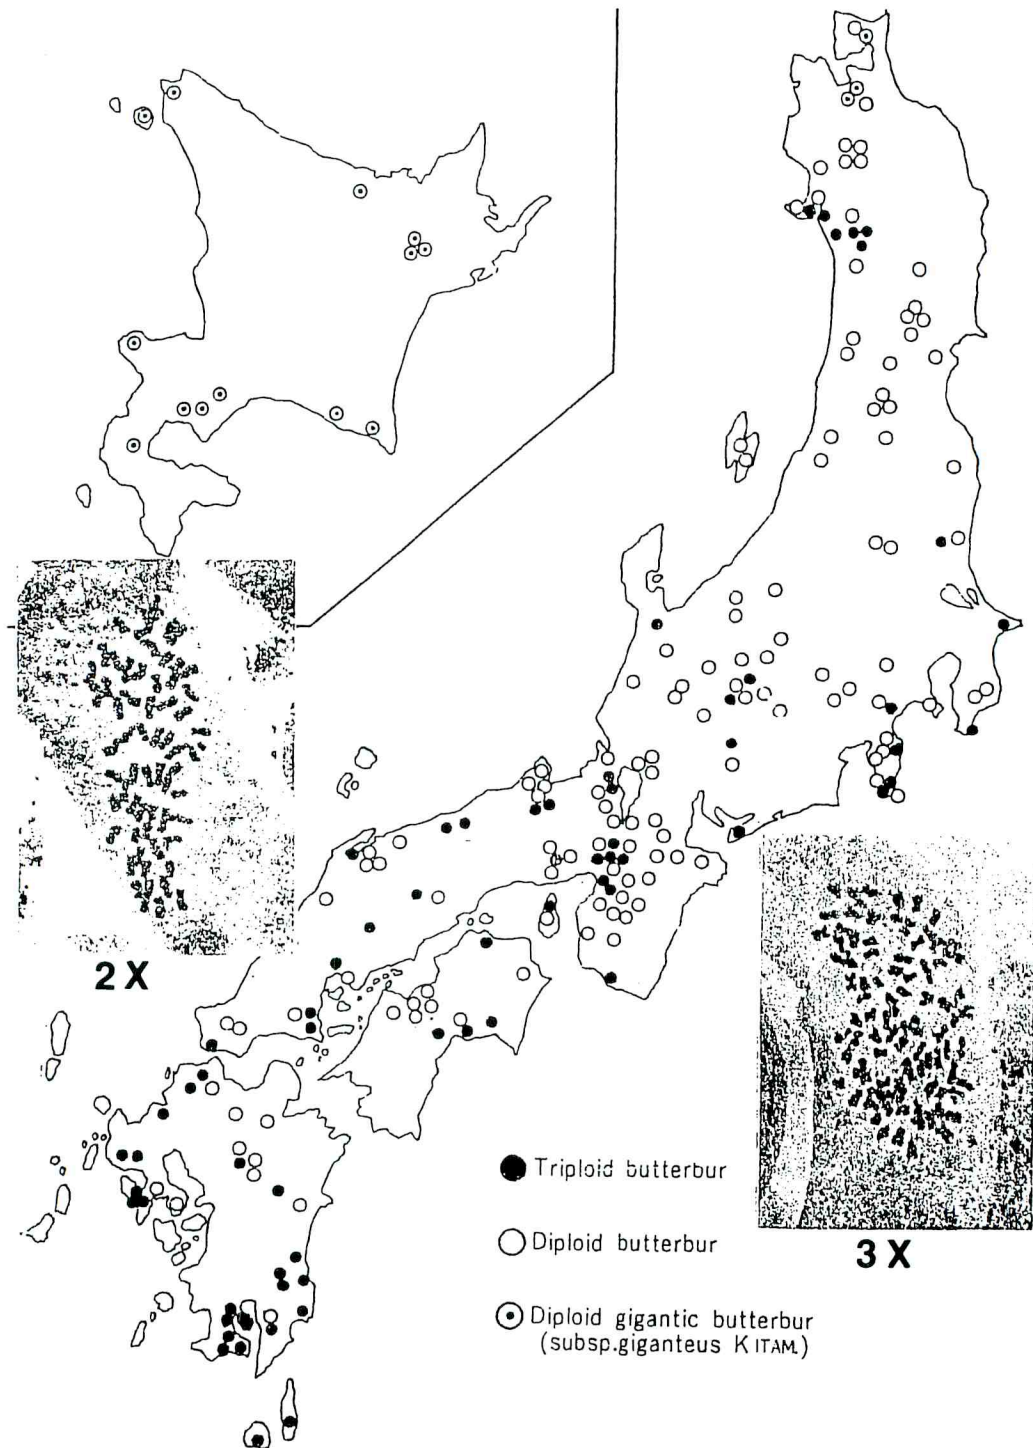 2X
Triploid butterbur
Diploid butterbur
3X
Diploid gigantic butterbur
(subsp.giganteus KITAM.)